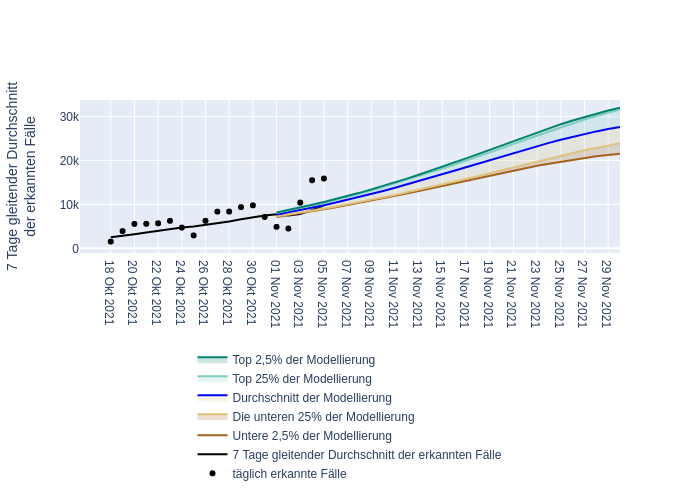 7 Tage gleitender Durchschnitt
der erkannten Fälle
30k
20k
10k
0
18 Okt 2021
20 Okt 2021
22 Okt 2021
24 Okt 2021
26 Okt 2021
28 Okt 2021
30 Okt 2021
01 Nov 2021
03 Nov 2021
05 Nov 2021
07 Nov 2021
09 Nov 2021
11 Nov 2021
13 Nov 2021
15 Nov 2021
17 Nov 2021
19 Nov 2021
21 Nov 2021
23 Nov 2021
25 Nov 2021
27 Nov 2021
29 Nov 2021
Top 2,5% der Modellierung
Top 25% der Modellierung
Durchschnitt der Modellierung
Die unteren 25% der Modellierung
Untere 2,5% der Modellierung
7 Tage gleitender Durchschnitt der erkannten Fälle
täglich erkannte Fälle